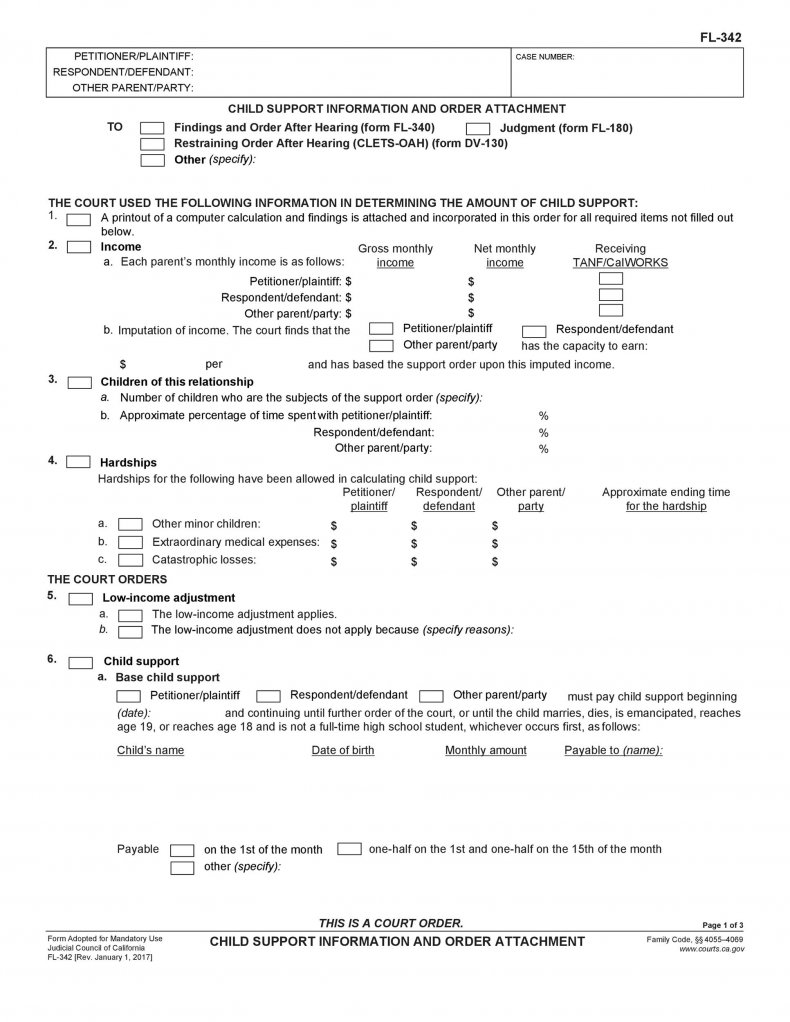 FL-342
PETITIONER/PLAINTIFF:
CASE NUMBER:
RESPONDENT/DEFENDANT:
OTHER PARENT/PARTY:
CHILD SUPPORT INFORMATION AND ORDER ATTACHMENT
TO Findings and Order After Hearing (form FL-340) Judgment (form FL-180)
Restraining Order After Hearing (CLETS-OAH) (form DV-130)
Other (specify):
THE COURT USED THE FOLLOWING INFORMATION IN DETERMINING THE AMOUNT OF CHILD SUPPORT:
1. A printout of a computer calculation and findings is attached and incorporated in this order for all required items not filled out
below.
2. Income Gross monthly Net monthly Receiving
a. Each parent's monthly income is as follows: income income TANF/CalWORKS
Petitioner/plaintiff: $ $
Respondent/defendant: $ $
Other parent/party: $ $
b. Imputation of income. The court finds that the Petitioner/plaintiff Respondent/defendant
Other parent/party has the capacity to earn:
$ per and has based the support order upon this imputed income.
3. Children of this relationship
a. Number of children who are the subjects of the support order (specify):
b. Approximate percentage of time spent with petitioner/plaintiff: %
Respondent/defendant: %
Other parent/party: %
4. Hardships
Hardships for the following have been allowed in calculating child support:
Petitioner/ Respondent/ Other parent/ Approximate ending time
plaintiff defendant party for the hardship
a. Other minor children: $ $ $
b. Extraordinary medical expenses: $ $ $
c. Catastrophic losses: $ $ $
THE COURT ORDERS
5. Low-income adjustment
a. The low-income adjustment applies.
b. The low-income adjustment does not apply because (specify reasons):
6. Child support
a. Base child support
Petitioner/plaintiff Respondent/defendant Other parent/party must pay child support beginning
(date): and continuing until further order of the court, or until the child marries, dies, is emancipated, reaches
age 19, or reaches age 18 and is not a full-time high school student, whichever occurs first, as follows:
Child's name Date of birth Monthly amount Payable to (name):
Payable on the 1st of the month one-half on the 1st and one-half on the 15th of the month
other (specify):
THIS IS A COURT ORDER.
Page 1 of 3
Form Adopted for Mandatory Use
Judicial Council of California
FL-342 [Rev. January 1, 2017]
CHILD SUPPORT INFORMATION AND ORDER ATTACHMENT
Family Code, §§ 4055–4069
www.courts.ca.gov